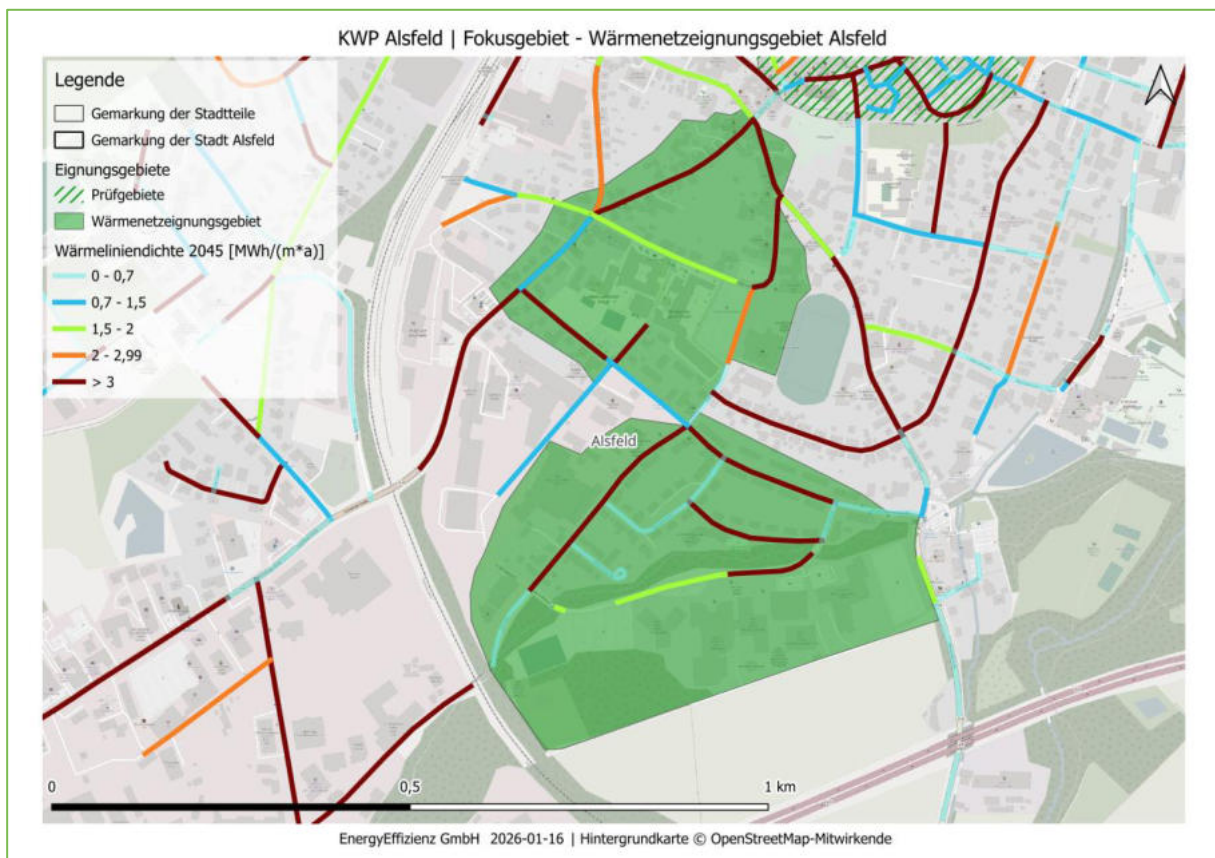 KWP Alsfeld | Fokusgebiet - Wärmenetzeignungsgebiet Alsfeld
Legende
Gemarkung der Stadtteile
Gemarkung der Stadt Alsfeld
Eignungsgebiete
Prüfgebiete
Wärmenetzeignungsgebiet
Wärmeliniendichte 2045 [MWh/(m*a)]
0 - 0,7
0,7 - 1,5
1,5 - 2
2 - 2,99
> 3
Alsfeld
0
0,5
1 km
EnergyEffizienz GmbH 2026-01-16 | Hintergrundkarte © OpenStreetMap-Mitwirkende